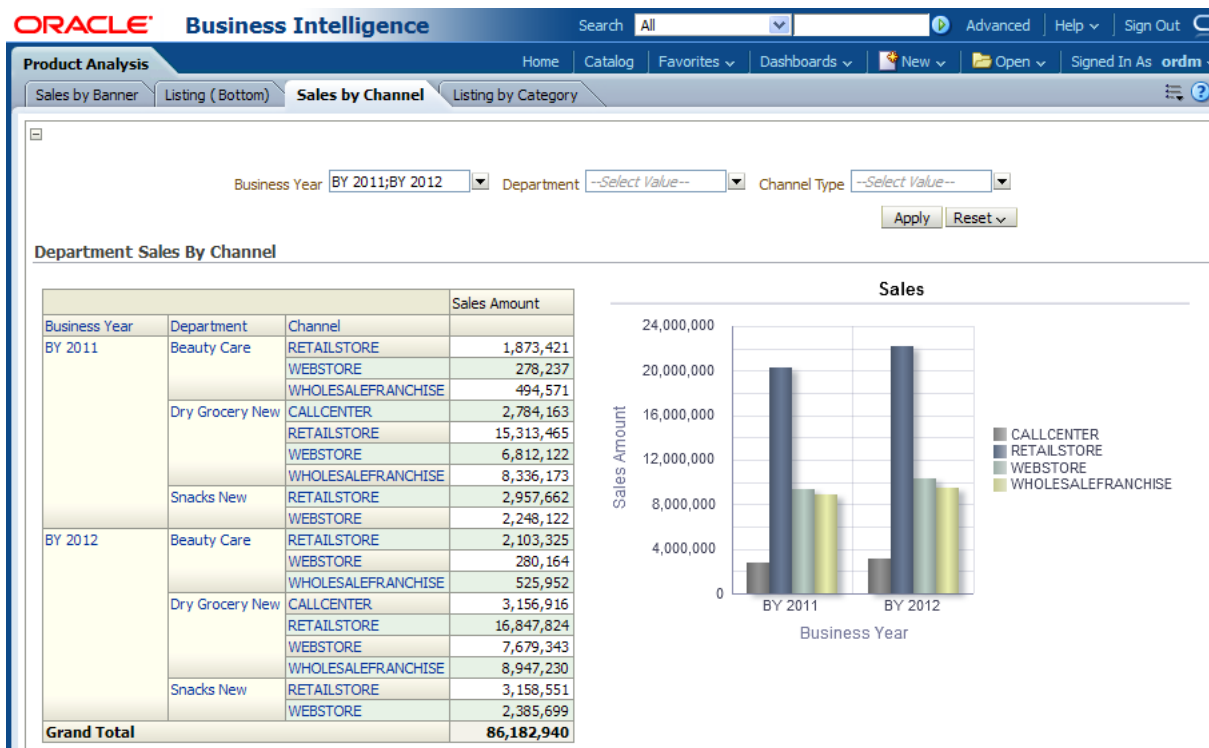 ORACLE Business Intelligence Search All Advanced Help Sign Out
Product Analysis Home Catalog Favorites Dashboards New Open Signed In As ordm
Sales by Banner Listing ( Bottom) Sales by Channel Listing by Category
Business Year BY 2011;BY 2012 Department --Select Value-- Channel Type --Select Value--
Apply Reset
Department Sales By Channel
Sales Amount
Business Year Department Channel
BY 2011 Beauty Care RETAILSTORE 1,873,421
WEBSTORE 278,237
WHOLESALEFRANCHISE 494,571
Dry Grocery New CALLCENTER 2,784,163
RETAILSTORE 15,313,465
WEBSTORE 6,812,122
WHOLESALEFRANCHISE 8,336,173
Snacks New RETAILSTORE 2,957,662
WEBSTORE 2,248,122
BY 2012 Beauty Care RETAILSTORE 2,103,325
WEBSTORE 280,164
WHOLESALEFRANCHISE 525,952
Dry Grocery New CALLCENTER 3,156,916
RETAILSTORE 16,847,824
WEBSTORE 7,679,343
WHOLESALEFRANCHISE 8,947,230
Snacks New RETAILSTORE 3,158,551
WEBSTORE 2,385,699
Grand Total 86,182,940
Sales
24,000,000
20,000,000
16,000,000
12,000,000
8,000,000
4,000,000
0
Sales Amount
BY 2011 BY 2012
Business Year
CALLCENTER
RETAILSTORE
WEBSTORE
WHOLESALEFRANCHISE